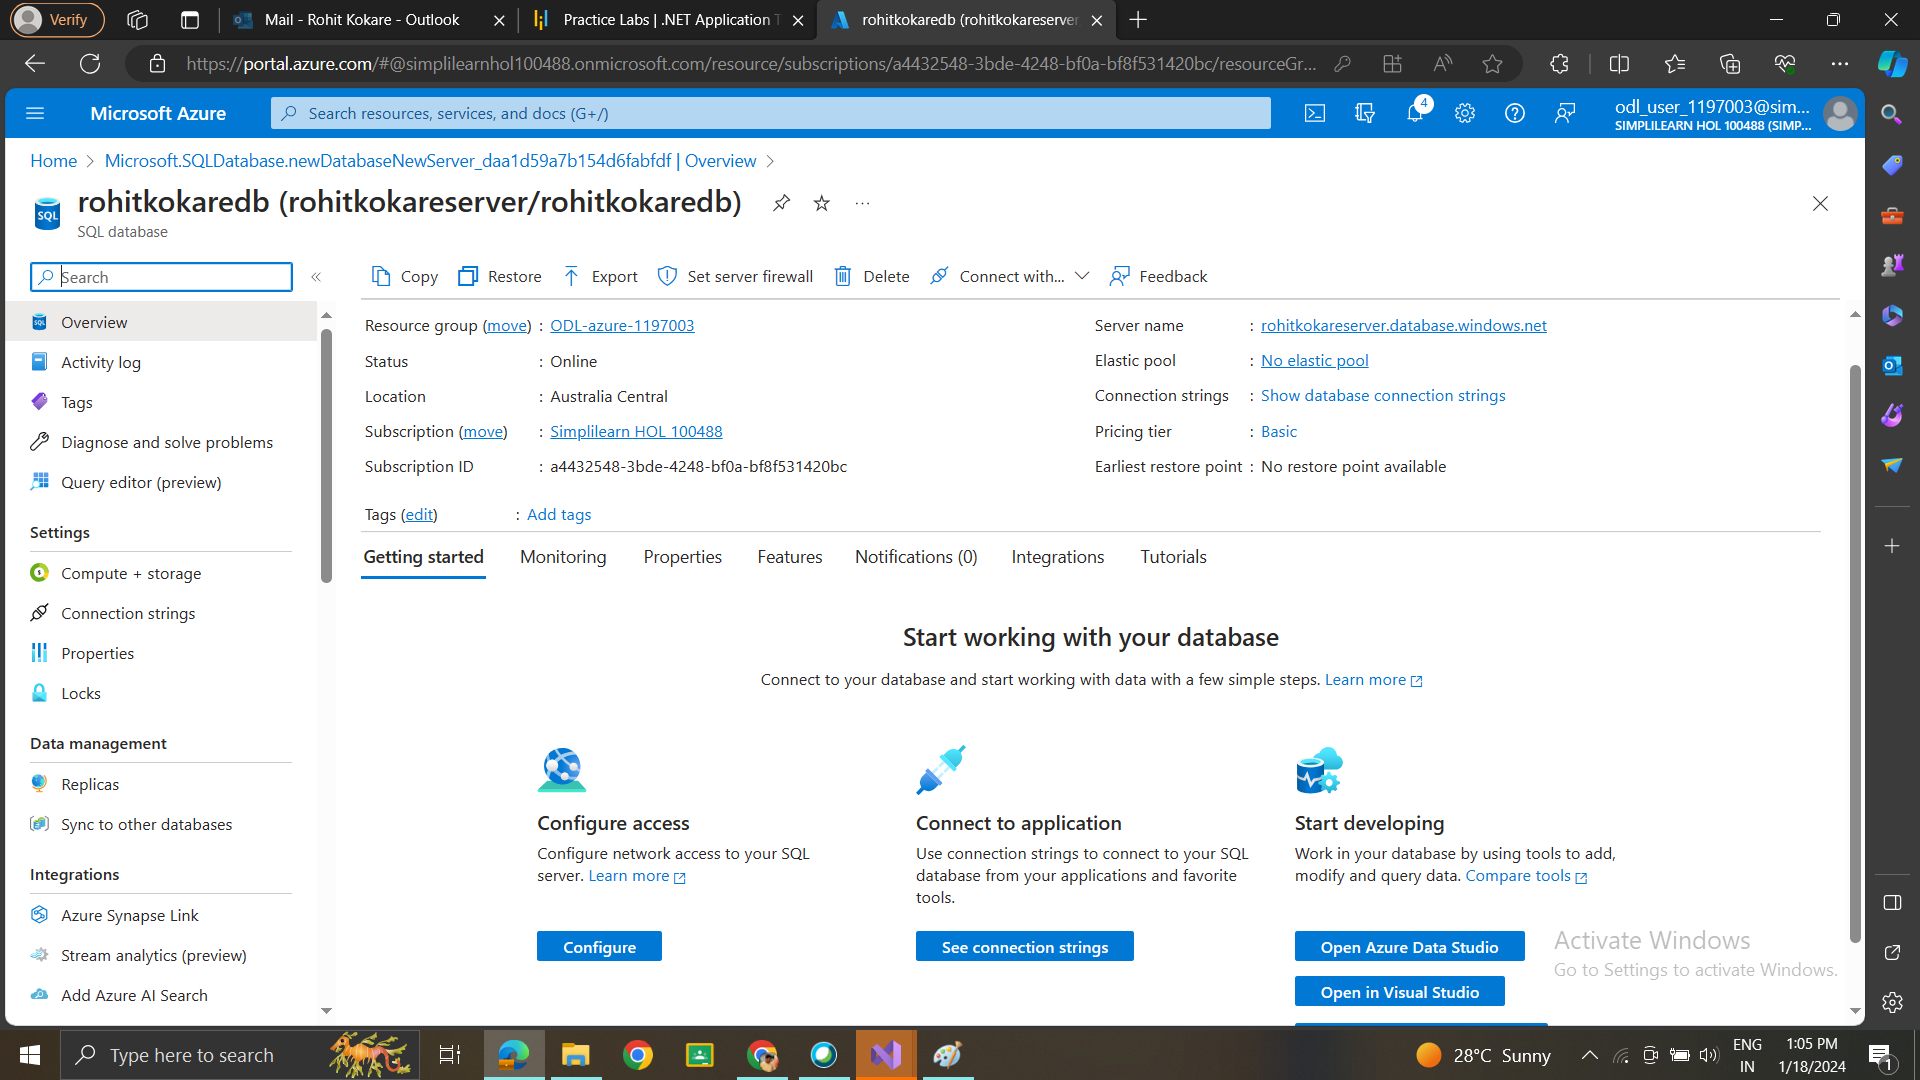 Verify
Mail - Rohit Kokare - Outlook
Practice Labs | .NET Application T
rohitkokaredb (rohitkokareserver
https://portal.azure.com/#@simplilearnhol100488.onmicrosoft.com/resource/subscriptions/a4432548-3bde-4248-bf0a-bf8f531420bc/resourceGr...
Microsoft Azure
Search resources, services, and docs (G+/)
4
odl_user_1197003@sim...
SIMPLILEARN HOL 100488 (SIMP...
Home > Microsoft.SQLDatabase.newDatabaseNewServer_daa1d59a7b154d6fabfdf | Overview >
rohitkokaredb (rohitkokareserver/rohitkokaredb)
SQL
SQL database
Search
Copy
Restore
Export
Set server firewall
Delete
Connect with...
Feedback
Overview
Activity log
Tags
Diagnose and solve problems
Query editor (preview)
Settings
Compute + storage
Connection strings
Properties
Locks
Data management
Replicas
Sync to other databases
Integrations
Azure Synapse Link
Stream analytics (preview)
Add Azure AI Search
Resource group (move) : ODL-azure-1197003
Status : Online
Location : Australia Central
Subscription (move) : Simplilearn HOL 100488
Subscription ID : a4432548-3bde-4248-bf0a-bf8f531420bc
Server name : rohitkokareserver.database.windows.net
Elastic pool : No elastic pool
Connection strings : Show database connection strings
Pricing tier : Basic
Earliest restore point : No restore point available
Tags (edit) : Add tags
Getting started Monitoring Properties Features Notifications (0) Integrations Tutorials
Start working with your database
Connect to your database and start working with data with a few simple steps. Learn more
Configure access
Configure network access to your SQL
server. Learn more
Configure
Connect to application
Use connection strings to connect to your SQL
database from your applications and favorite
tools.
See connection strings
Start developing
Work in your database by using tools to add,
modify and query data. Compare tools
Open Azure Data Studio
Open in Visual Studio
Activate Windows
Go to Settings to activate Windows.
Type here to search
28°C Sunny
ENG
IN
1:05 PM
1/18/2024
1